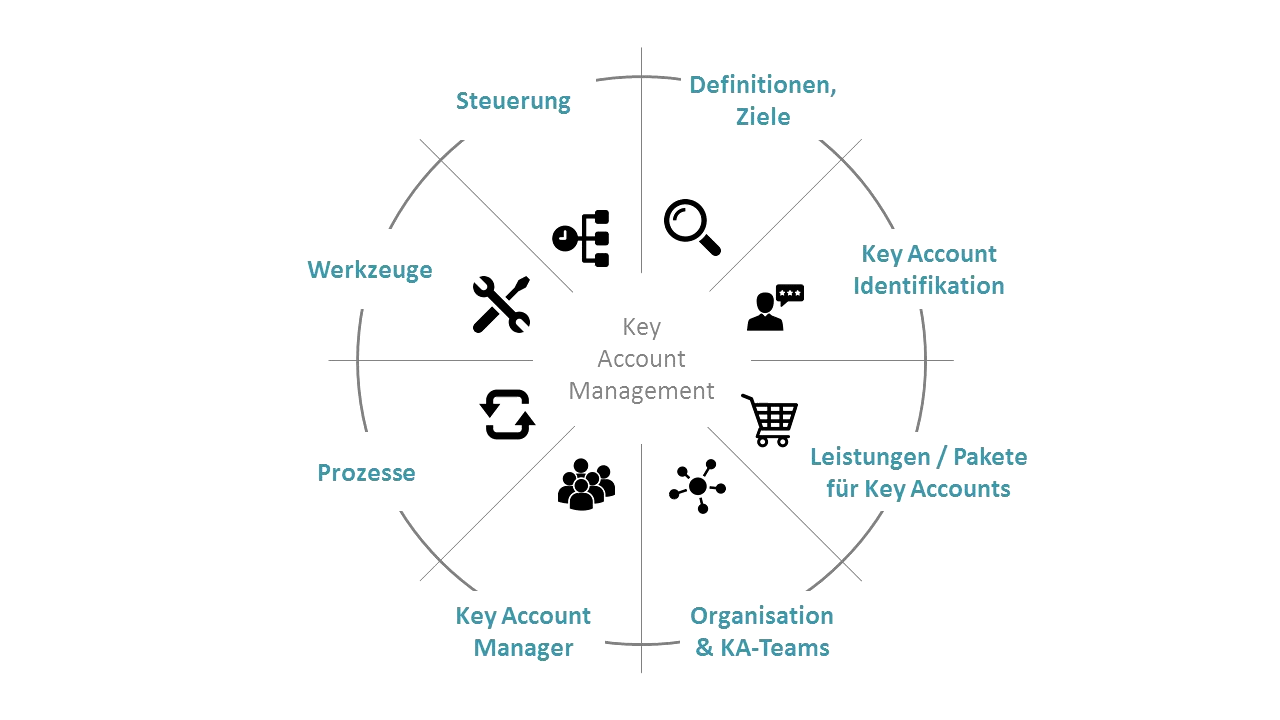 Definitionen,
Ziele
Key Account
Identifikation
Leistungen / Pakete
für Key Accounts
Organisation
& KA-Teams
Key Account
Manager
Prozesse
Werkzeuge
Steuerung
Key
Account
Management